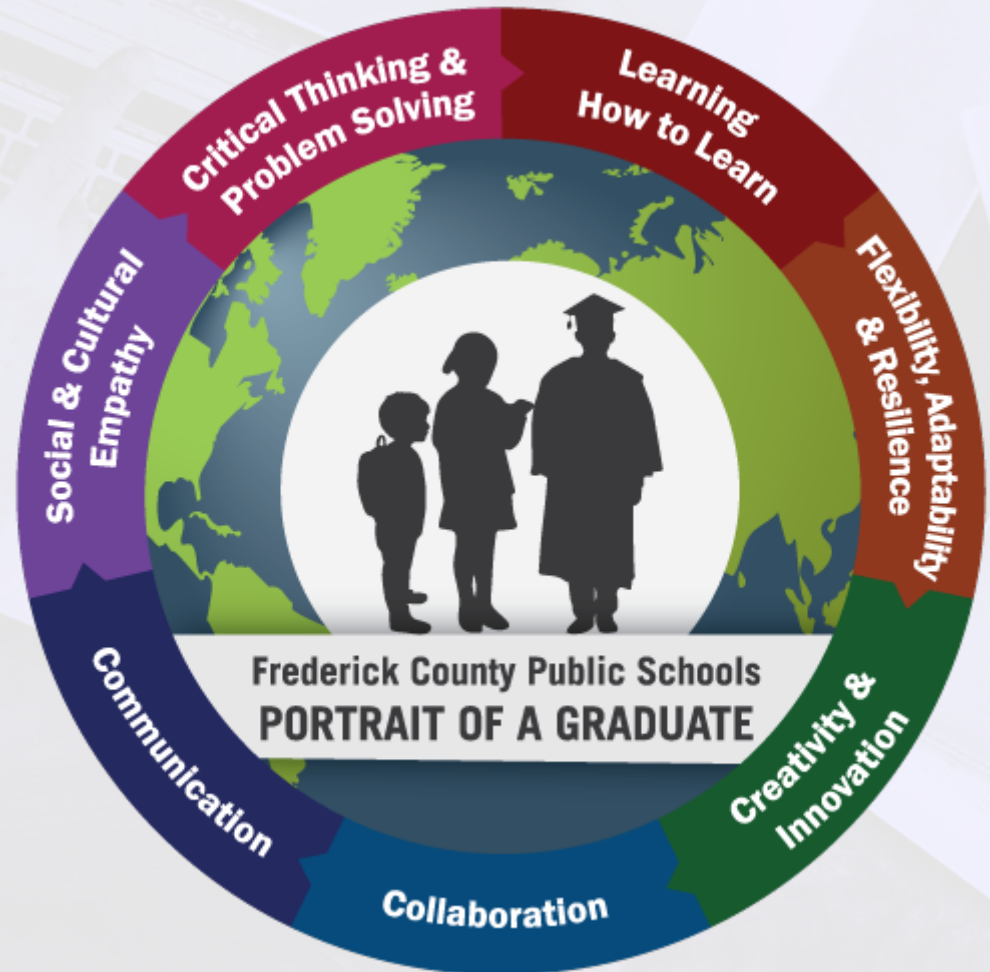 Critical Thinking &
Problem Solving
Learning
How to Learn
Flexibility, Adaptability
& Resilience
Creativity &
Innovation
Collaboration
Communication
Social & Cultural
Empathy
Frederick County Public Schools
PORTRAIT OF A GRADUATE